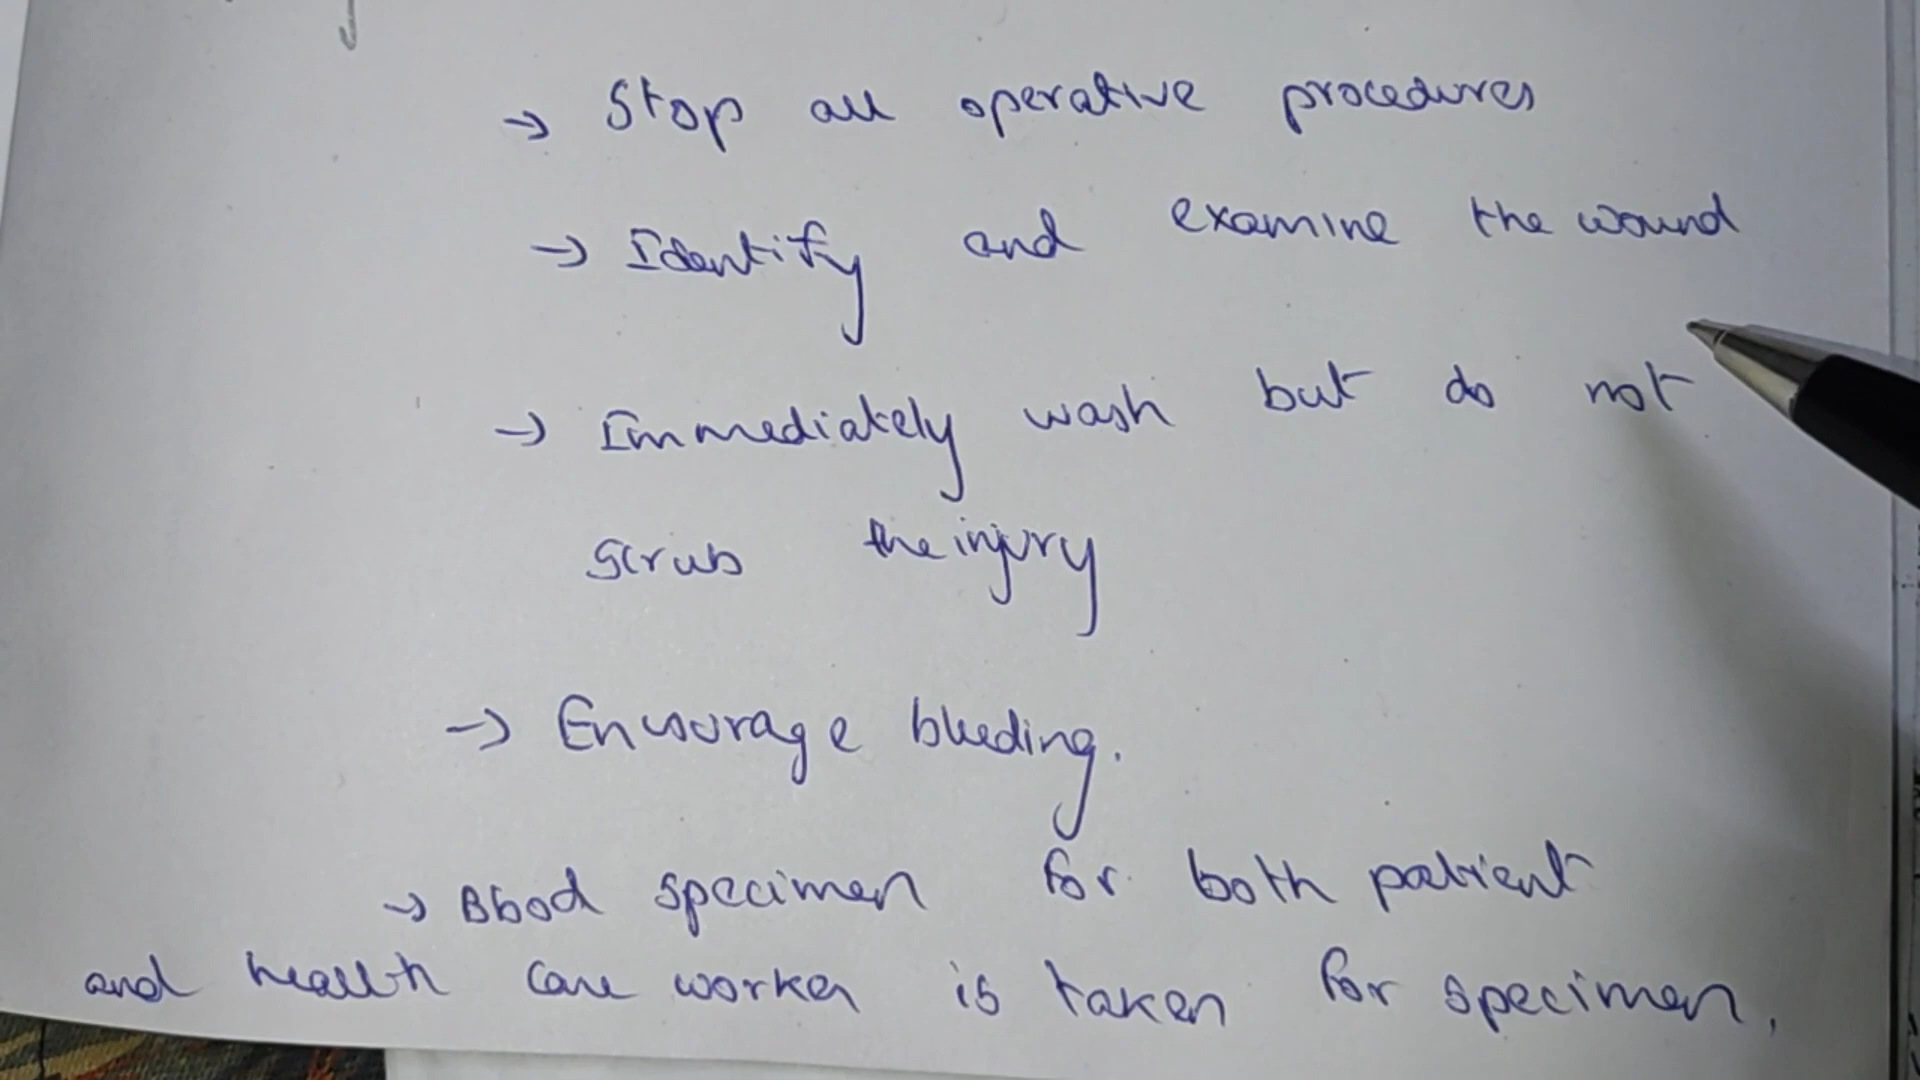 → Stop all operative procedures
→ Identify and examine the wound
→ Immediately wash but do not
scrub the injury
→ Encourage bleeding.
→ Blood specimen for both patient
and health care worker is taken for specimen.